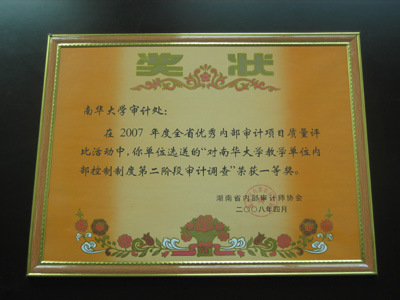 奖状
南华大学审计处：
在 2007 年度全省优秀内部审计项目质量评
比活动中，你单位选送的“对南华大学教学单位内
部控制制度第二阶段审计调查”荣获一等奖。
湖南省内部审计师协会
二〇〇八年四月